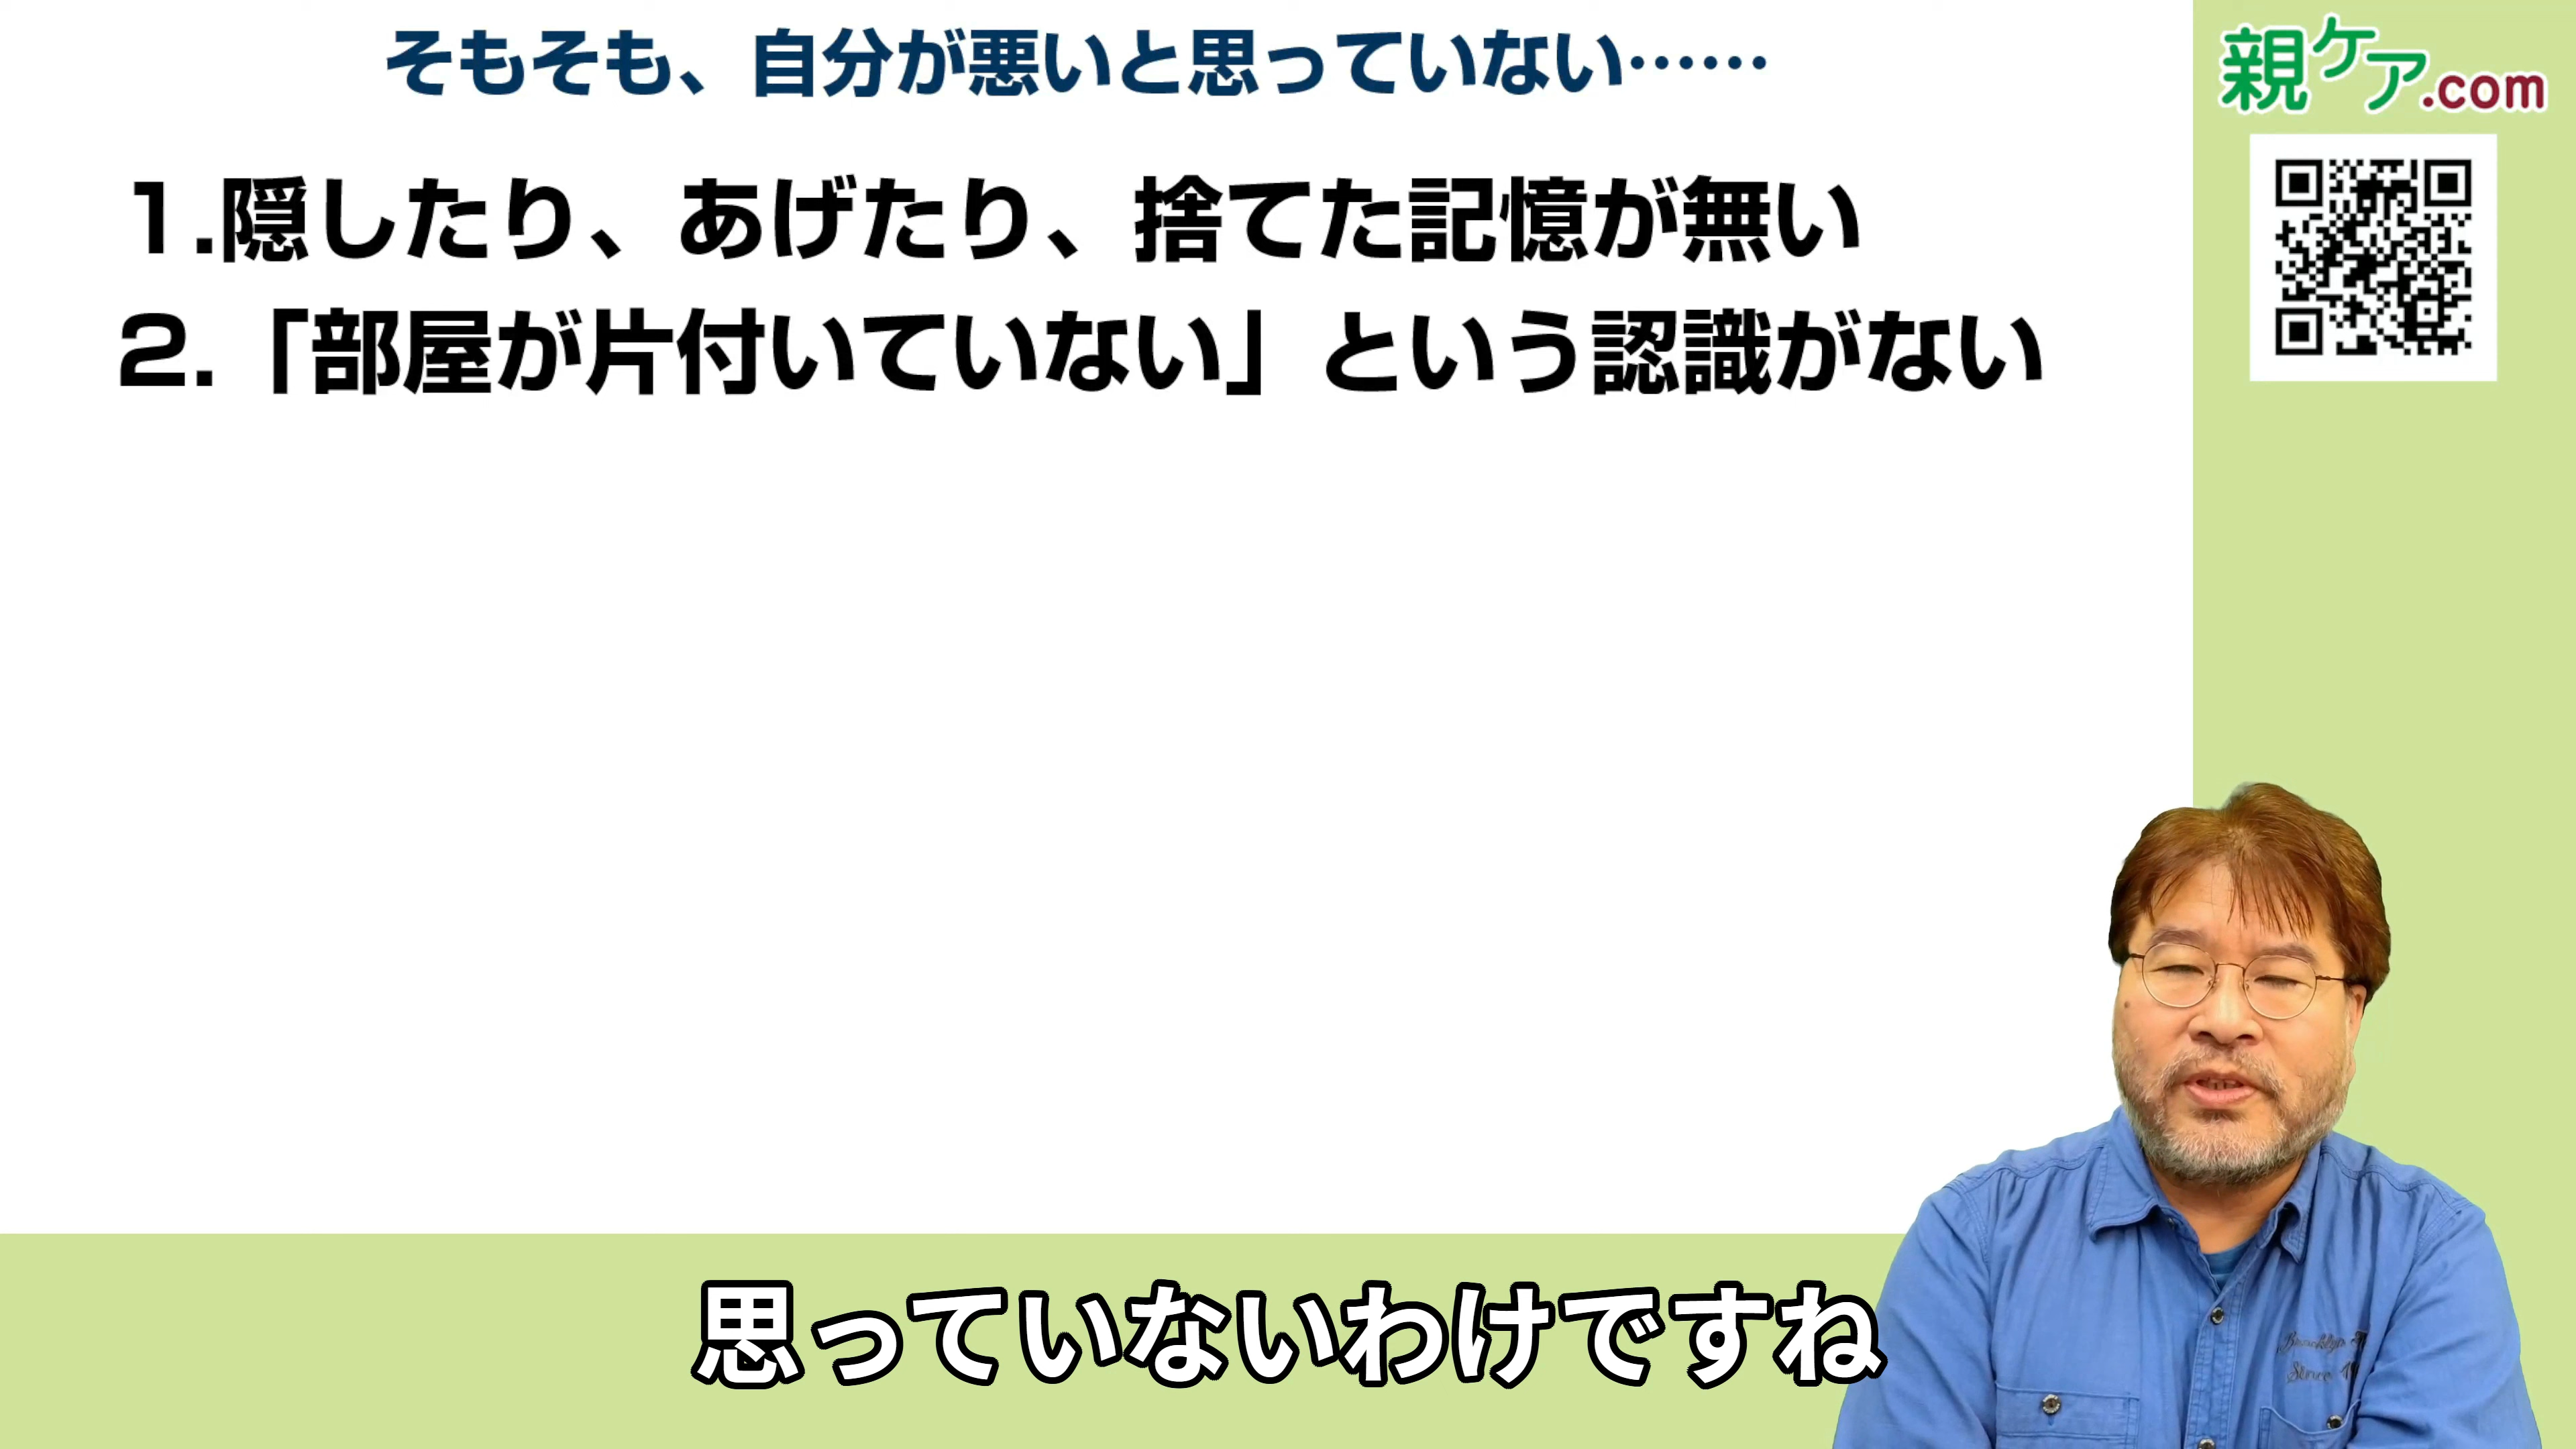 そもそも、自分が悪いと思っていない……
親ケア.com
1.隠したり、あげたり、捨てた記憶が無い
2.「部屋が片付いていない」という認識がない
思っていないわけですね
Brooklyn
Since